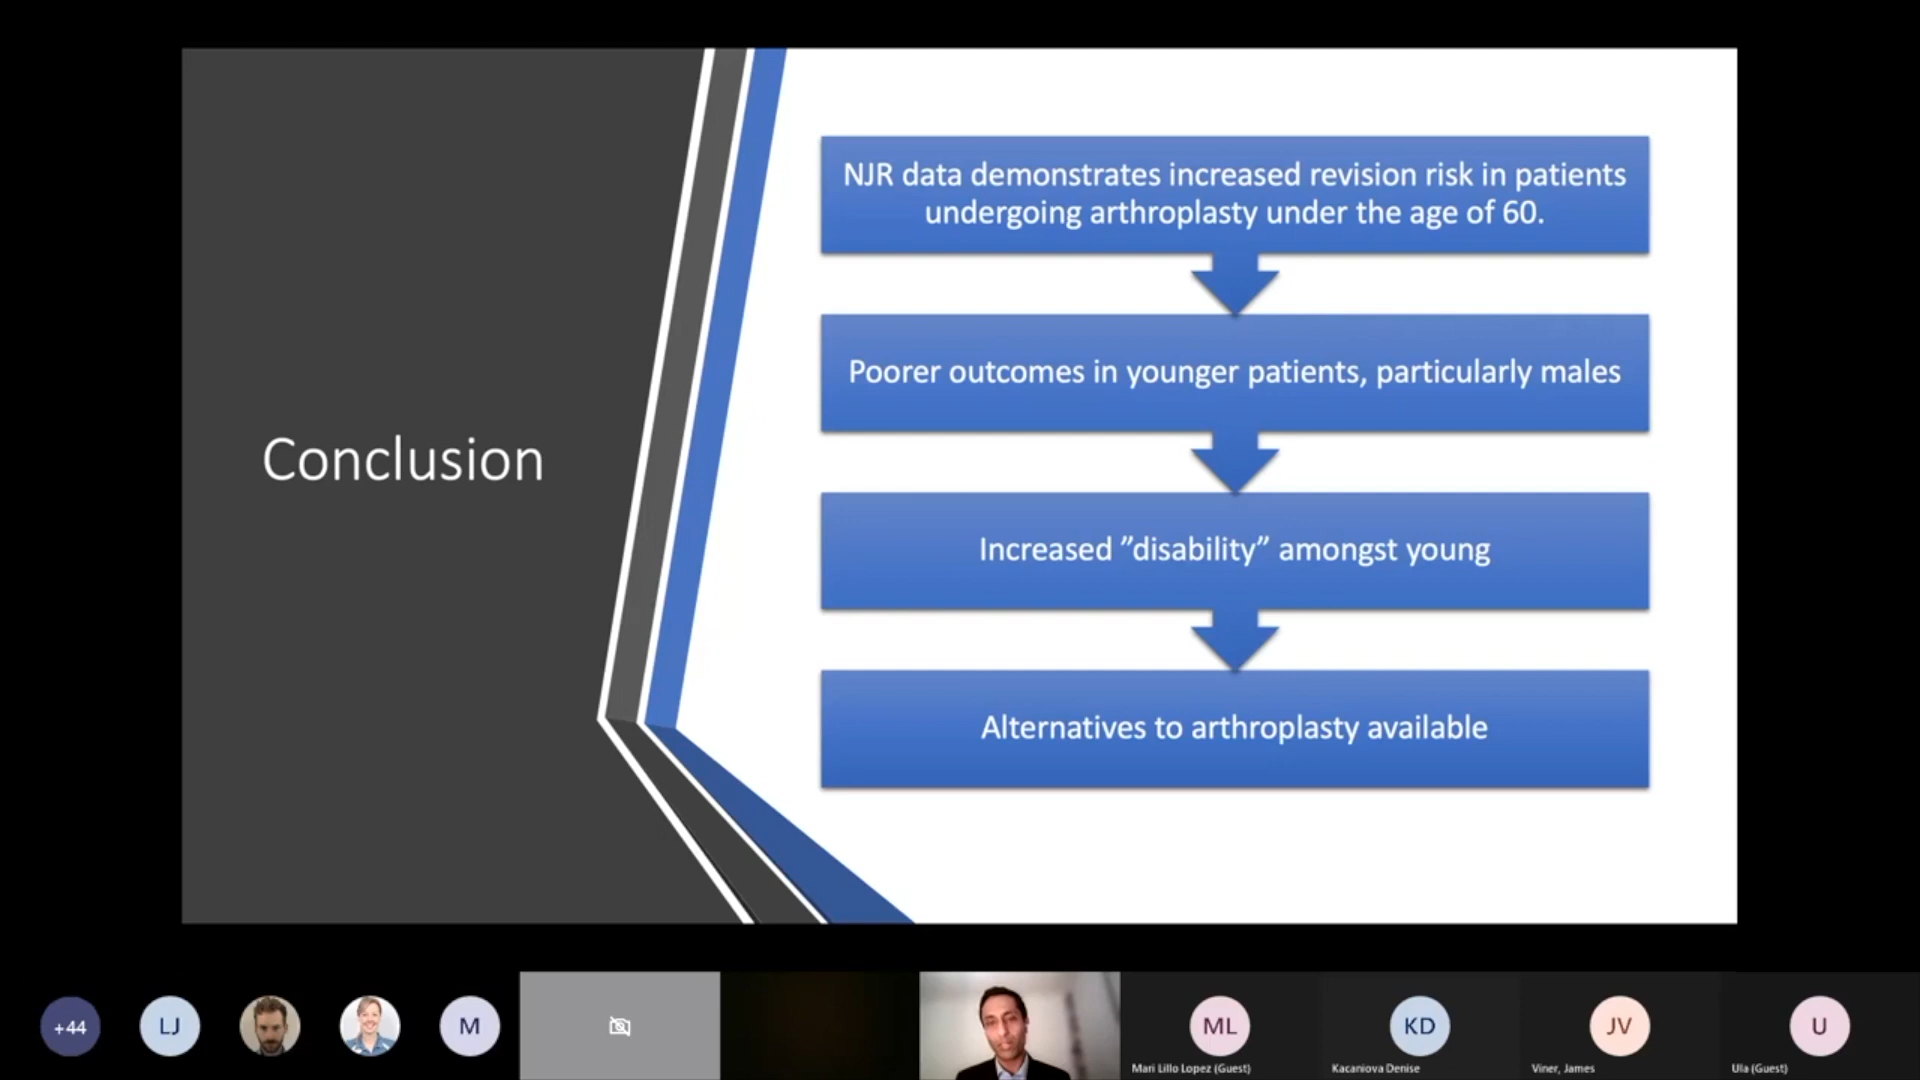 Conclusion
NJR data demonstrates increased revision risk in patients
undergoing arthroplasty under the age of 60.
Poorer outcomes in younger patients, particularly males
Increased ”disability” amongst young
Alternatives to arthroplasty available
+44
LJ
M
ML
KD
JV
U
Mari Lillo Lopez (Guest)
Kacaniova Denise
Viner, James
Ula (Guest)